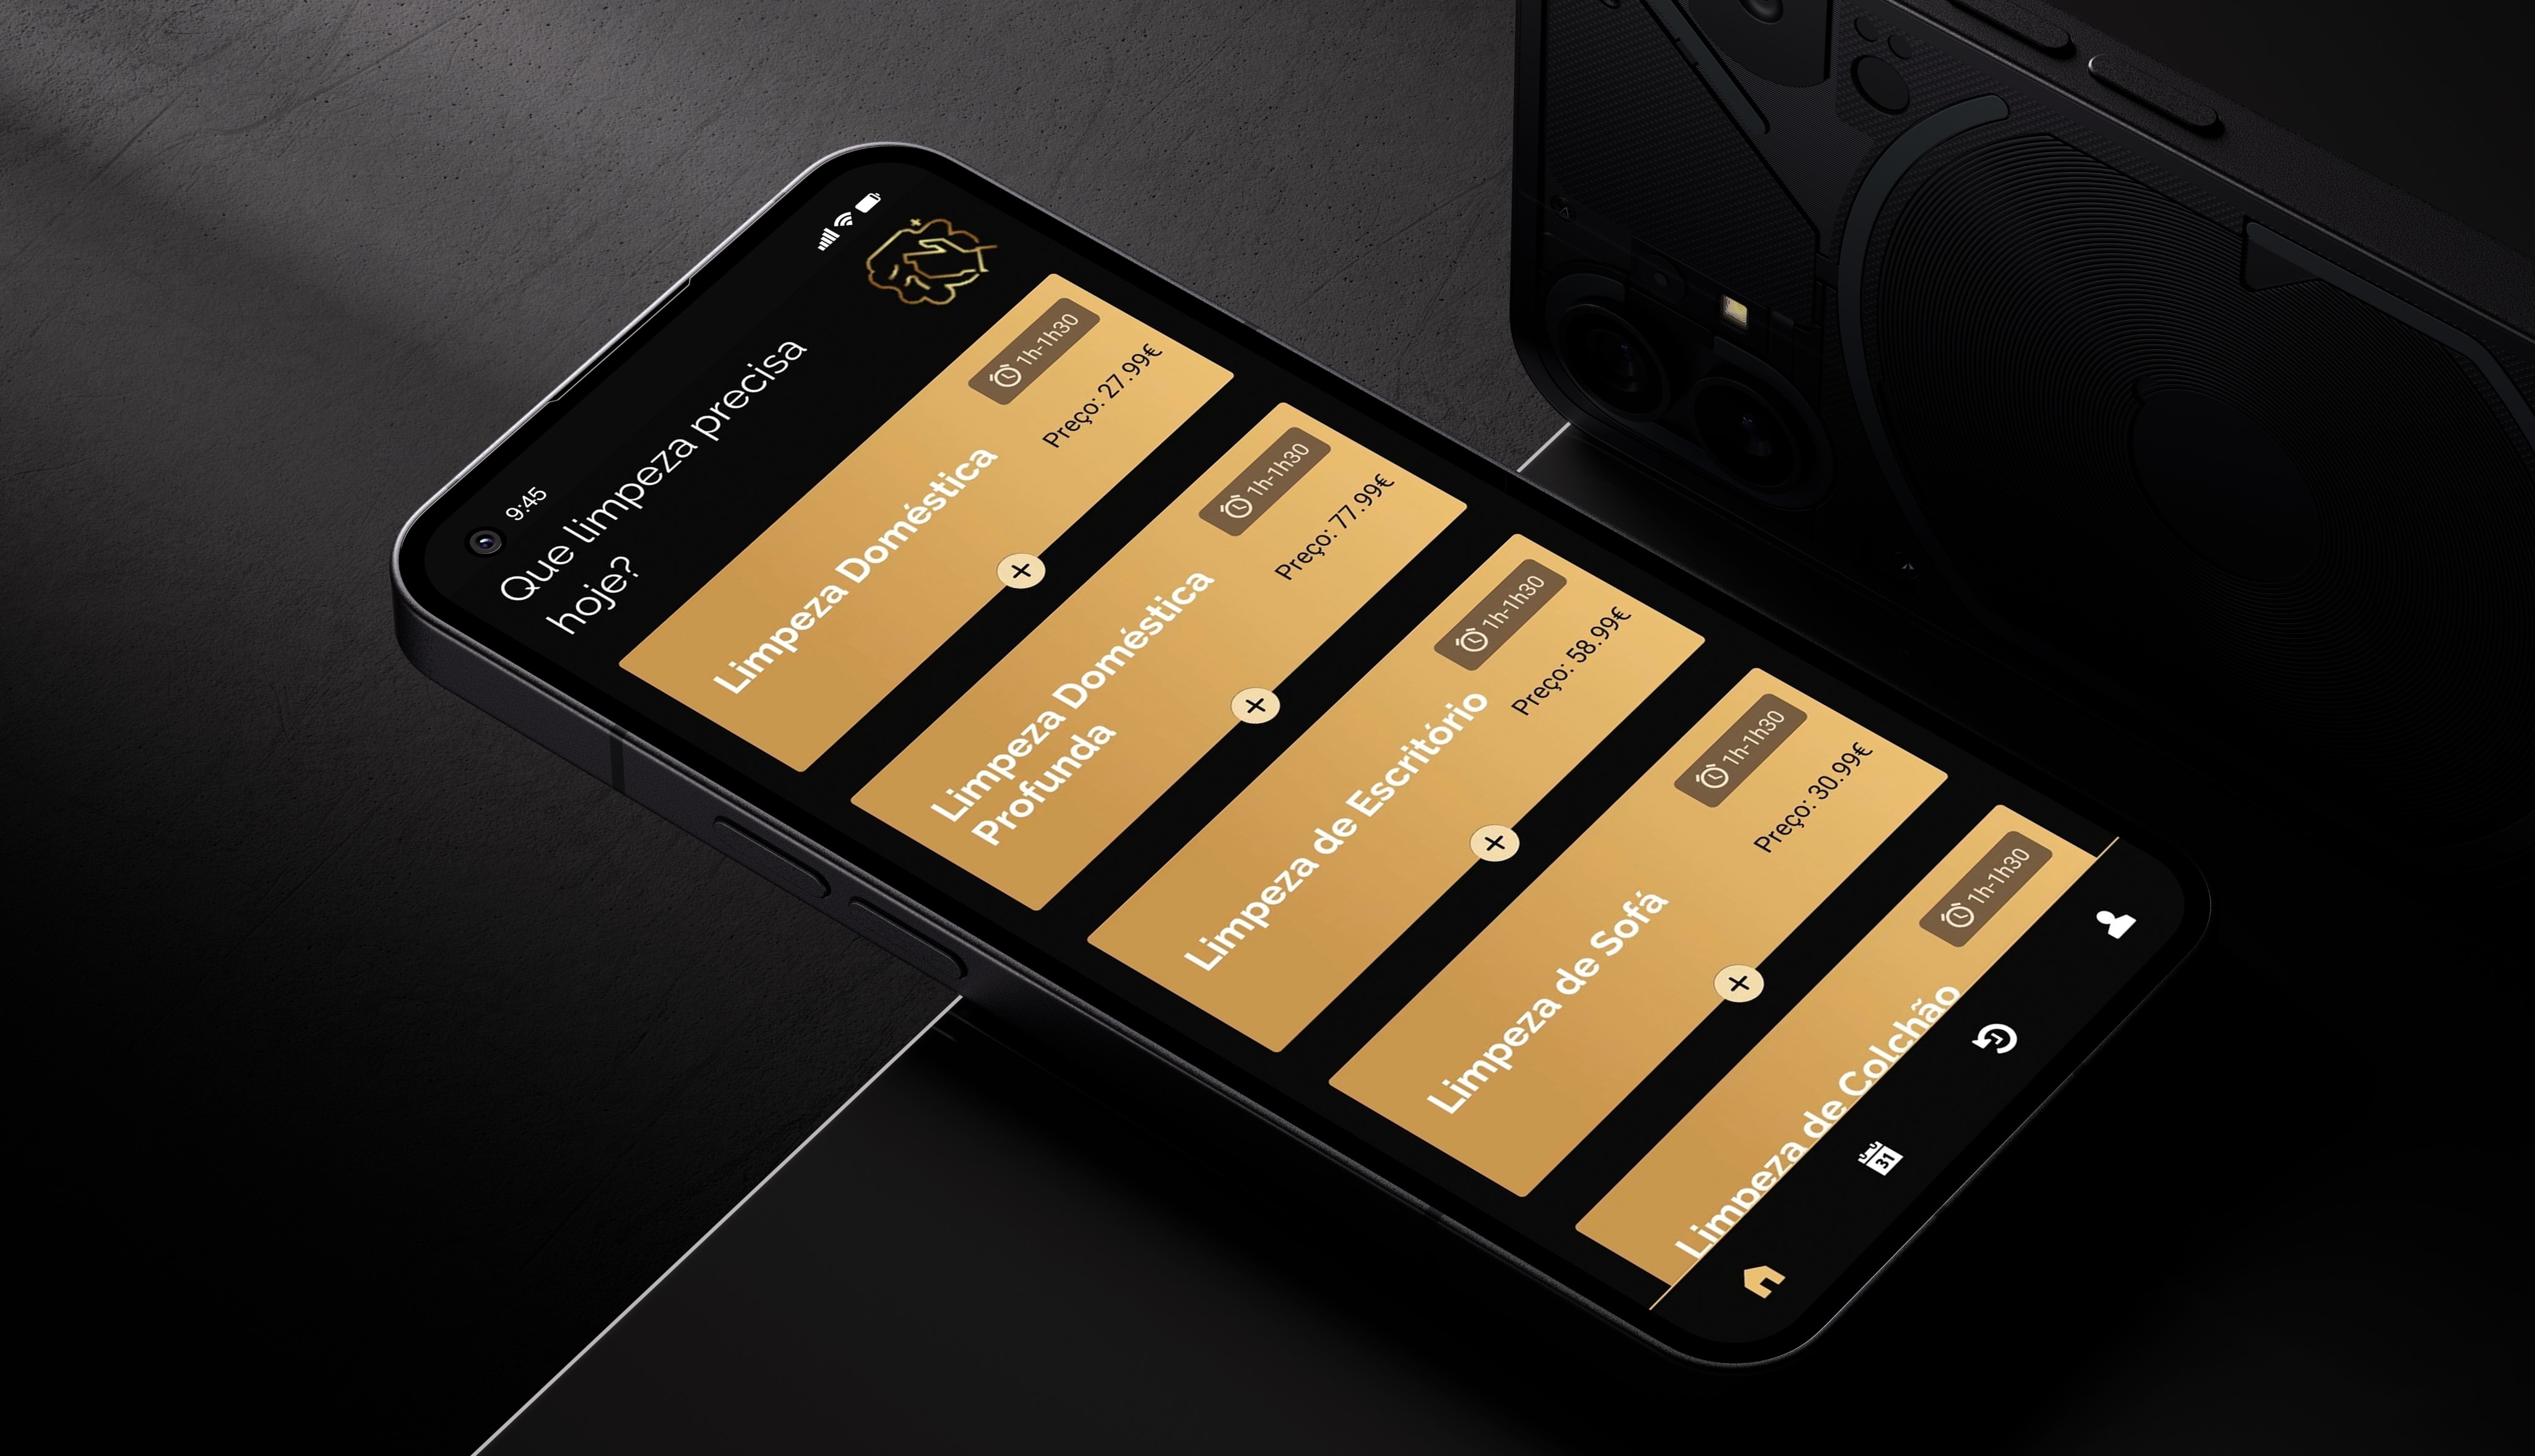 9:45
Que limpeza precisa
hoje?
1h-1h30
Limpeza Doméstica
Preço: 27.99€
1h-1h30
Limpeza Doméstica
Profunda
Preço: 77.99€
1h-1h30
Limpeza de Escritório
Preço: 58.99€
1h-1h30
Limpeza de Sofá
Preço: 30.99€
1h-1h30
Limpeza de Colchão
31